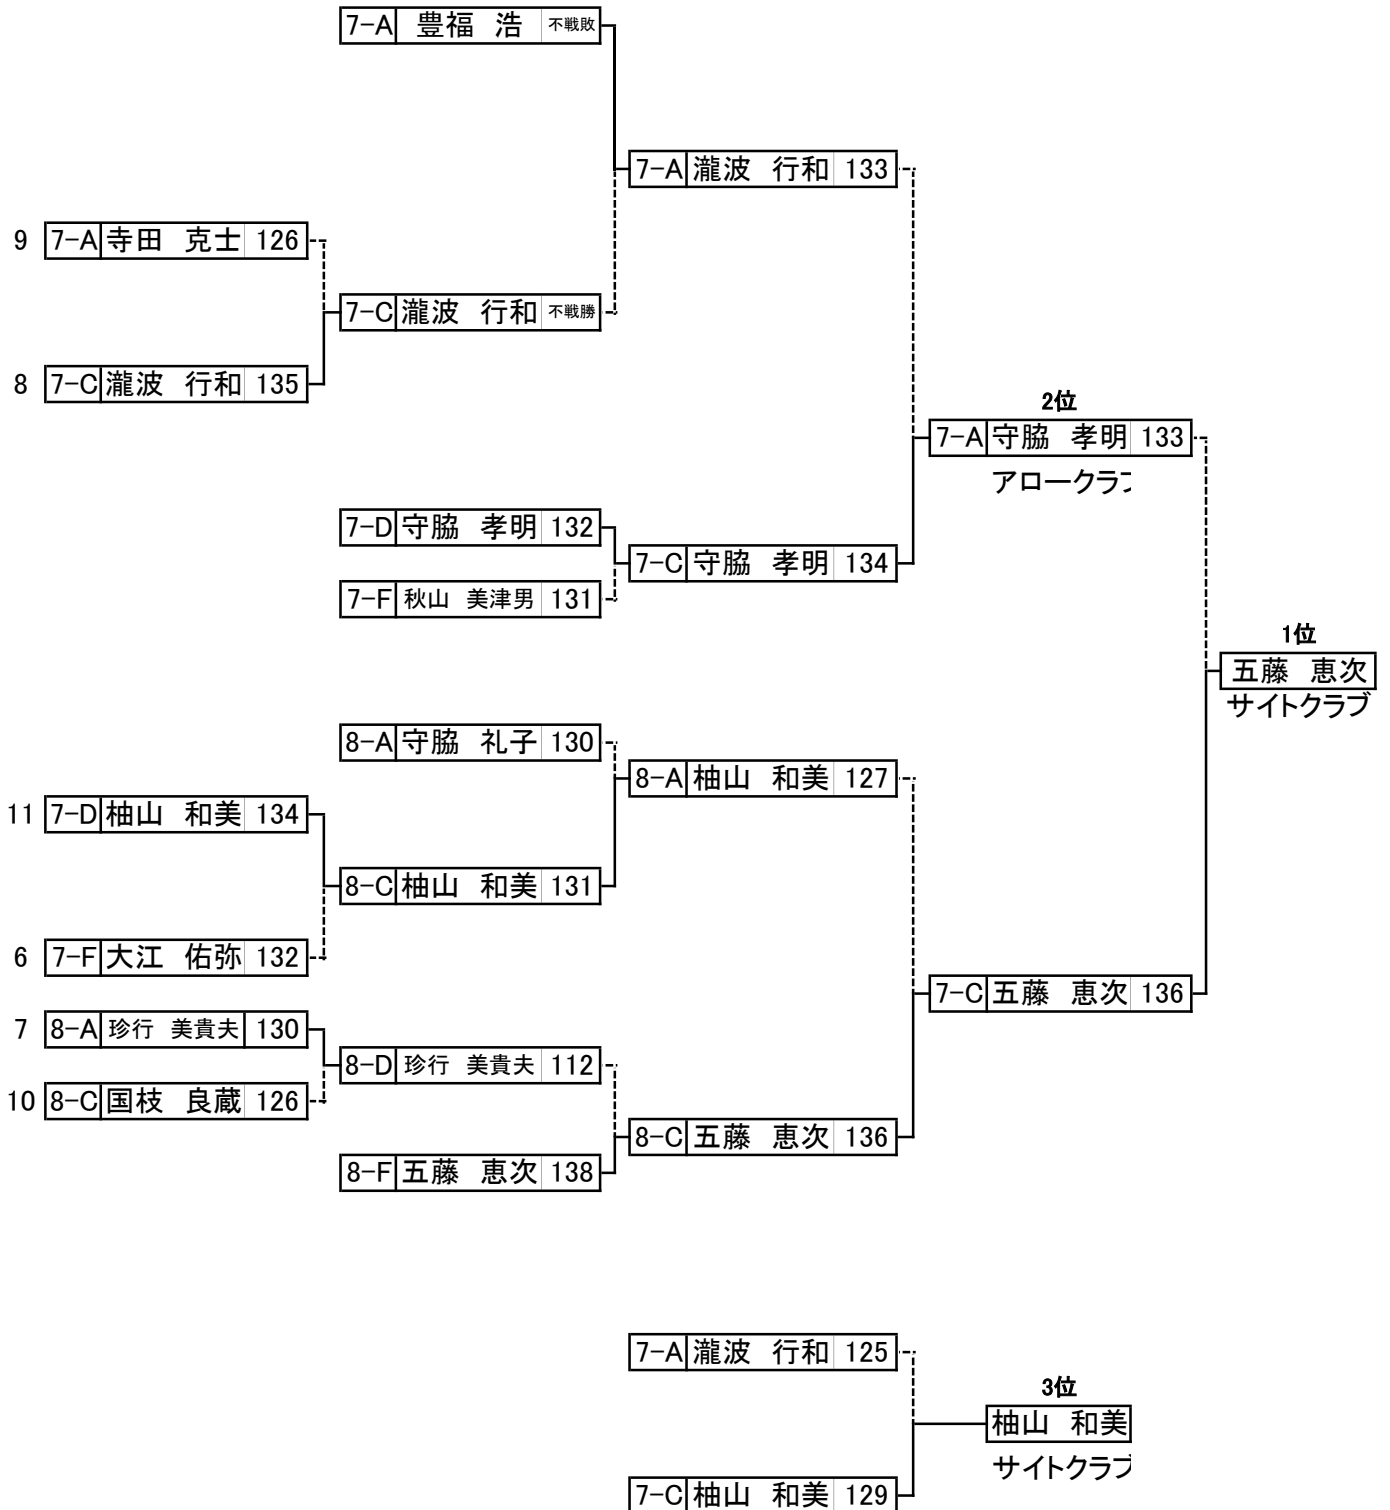 7-A 豊福 浩 不戦敗
7-A 瀧波 行和 133
9 7-A 寺田 克士 126
7-C 瀧波 行和 不戦勝
8 7-C 瀧波 行和 135
2位
7-A 守脇 孝明 133
アロークラブ
7-D 守脇 孝明 132
7-C 守脇 孝明 134
7-F 秋山 美津男 131
1位
五藤 恵次
サイトクラブ
8-A 守脇 礼子 130
8-A 柚山 和美 127
11 7-D 柚山 和美 134
8-C 柚山 和美 131
6 7-F 大江 佑弥 132
7-C 五藤 恵次 136
7 8-A 珍行 美貴夫 130
8-D 珍行 美貴夫 112
10 8-C 国枝 良蔵 126
8-C 五藤 恵次 136
8-F 五藤 恵次 138
7-A 瀧波 行和 125
3位
柚山 和美
サイトクラブ
7-C 柚山 和美 129